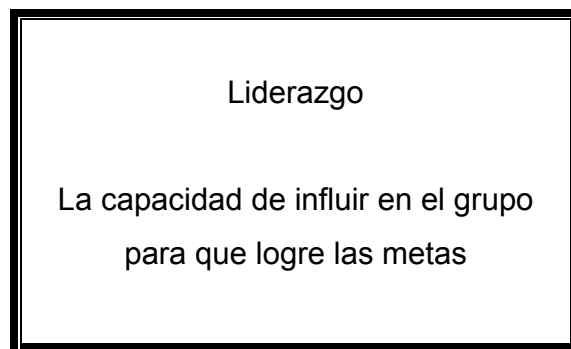 Liderazgo
La capacidad de influir en el grupo
para que logre las metas